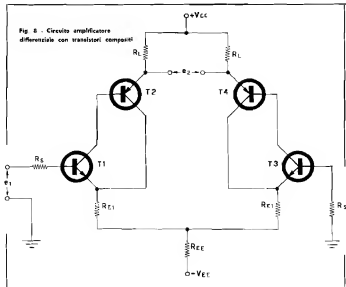 Fig 8 - Circuito amplificatore
differenziale con transistori compositi
+VCC
RL
RL
T2
e2
T4
RS
T1
T3
e1
RE1
RE1
RS
REE
-VEE